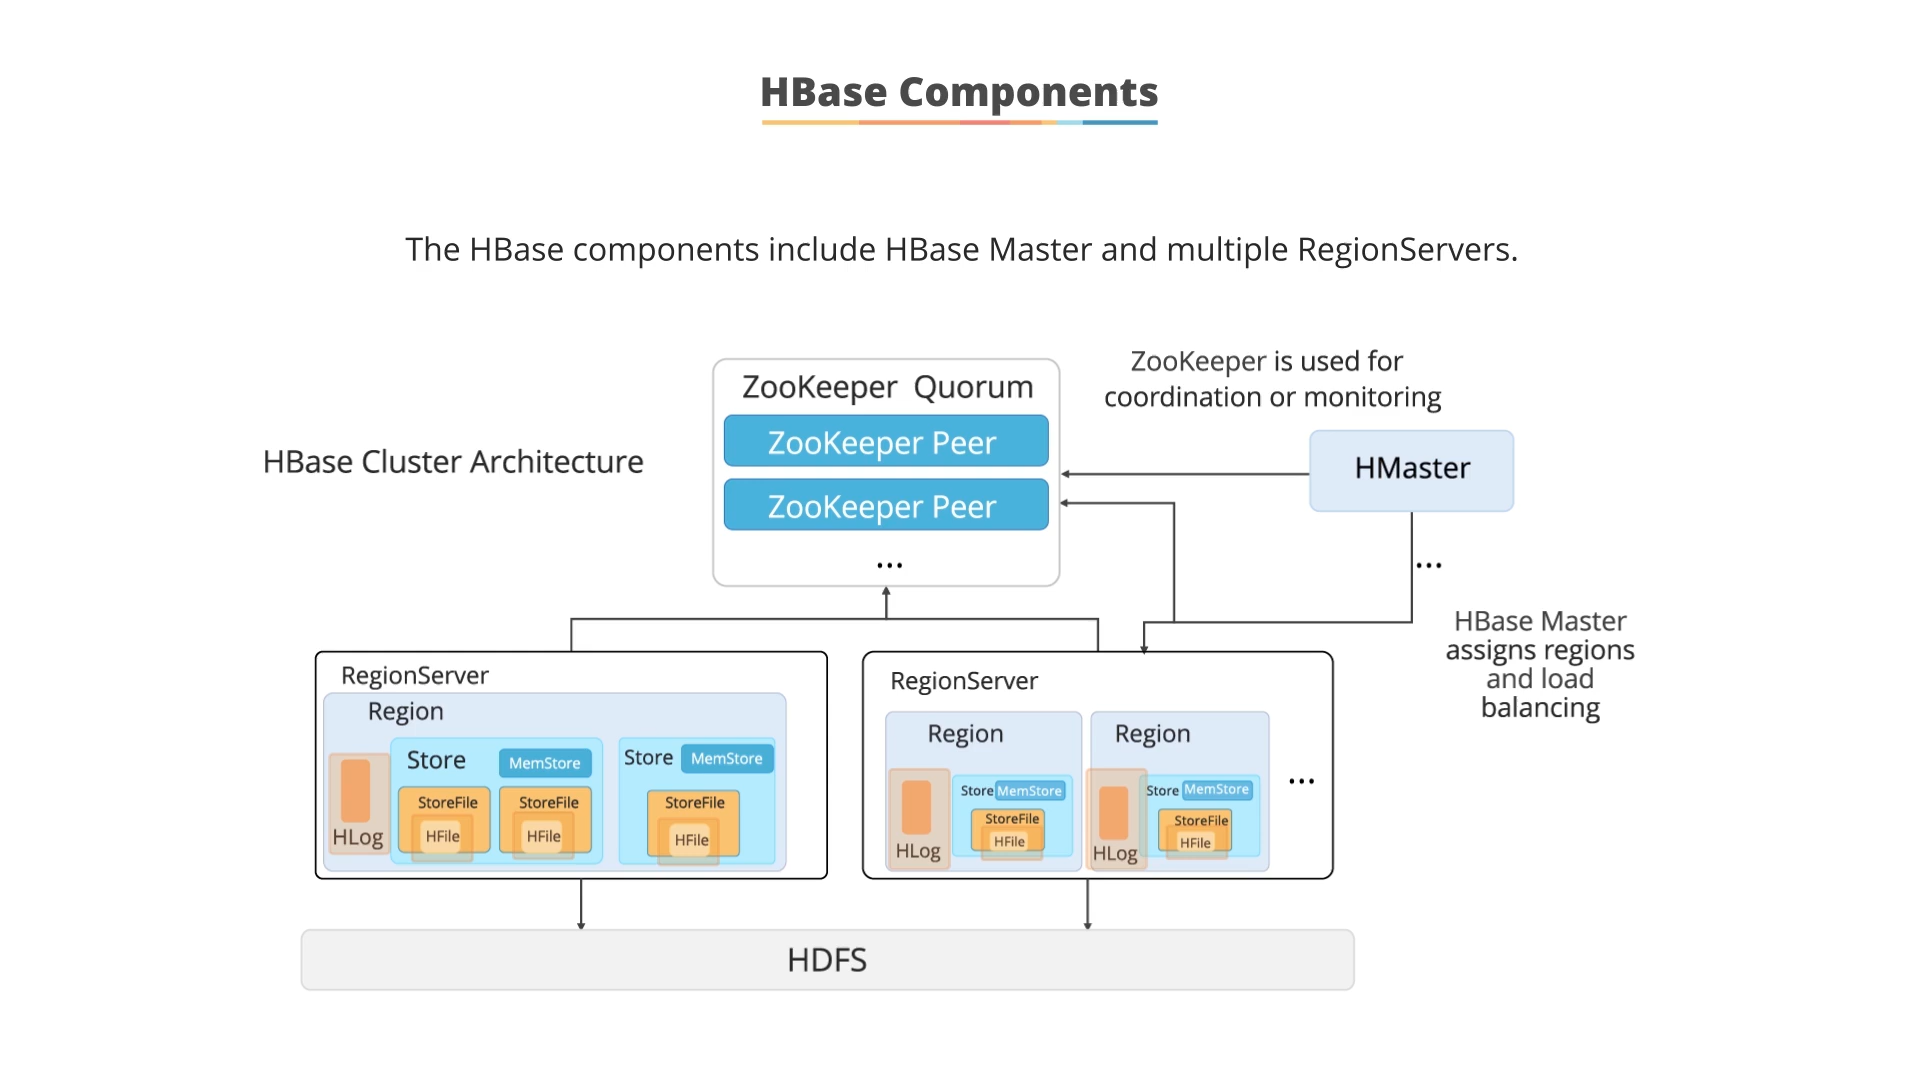 HBase Components
The HBase components include HBase Master and multiple RegionServers.
ZooKeeper is used for
coordination or monitoring
ZooKeeper Quorum
ZooKeeper Peer
ZooKeeper Peer
...
HBase Cluster Architecture
HMaster
...
HBase Master
assigns regions
and load
balancing
RegionServer
Region
HLog
Store
MemStore
StoreFile
HFile
StoreFile
HFile
Store
MemStore
StoreFile
HFile
RegionServer
Region
HLog
Store
MemStore
StoreFile
HFile
Region
HLog
Store
MemStore
StoreFile
HFile
...
HDFS